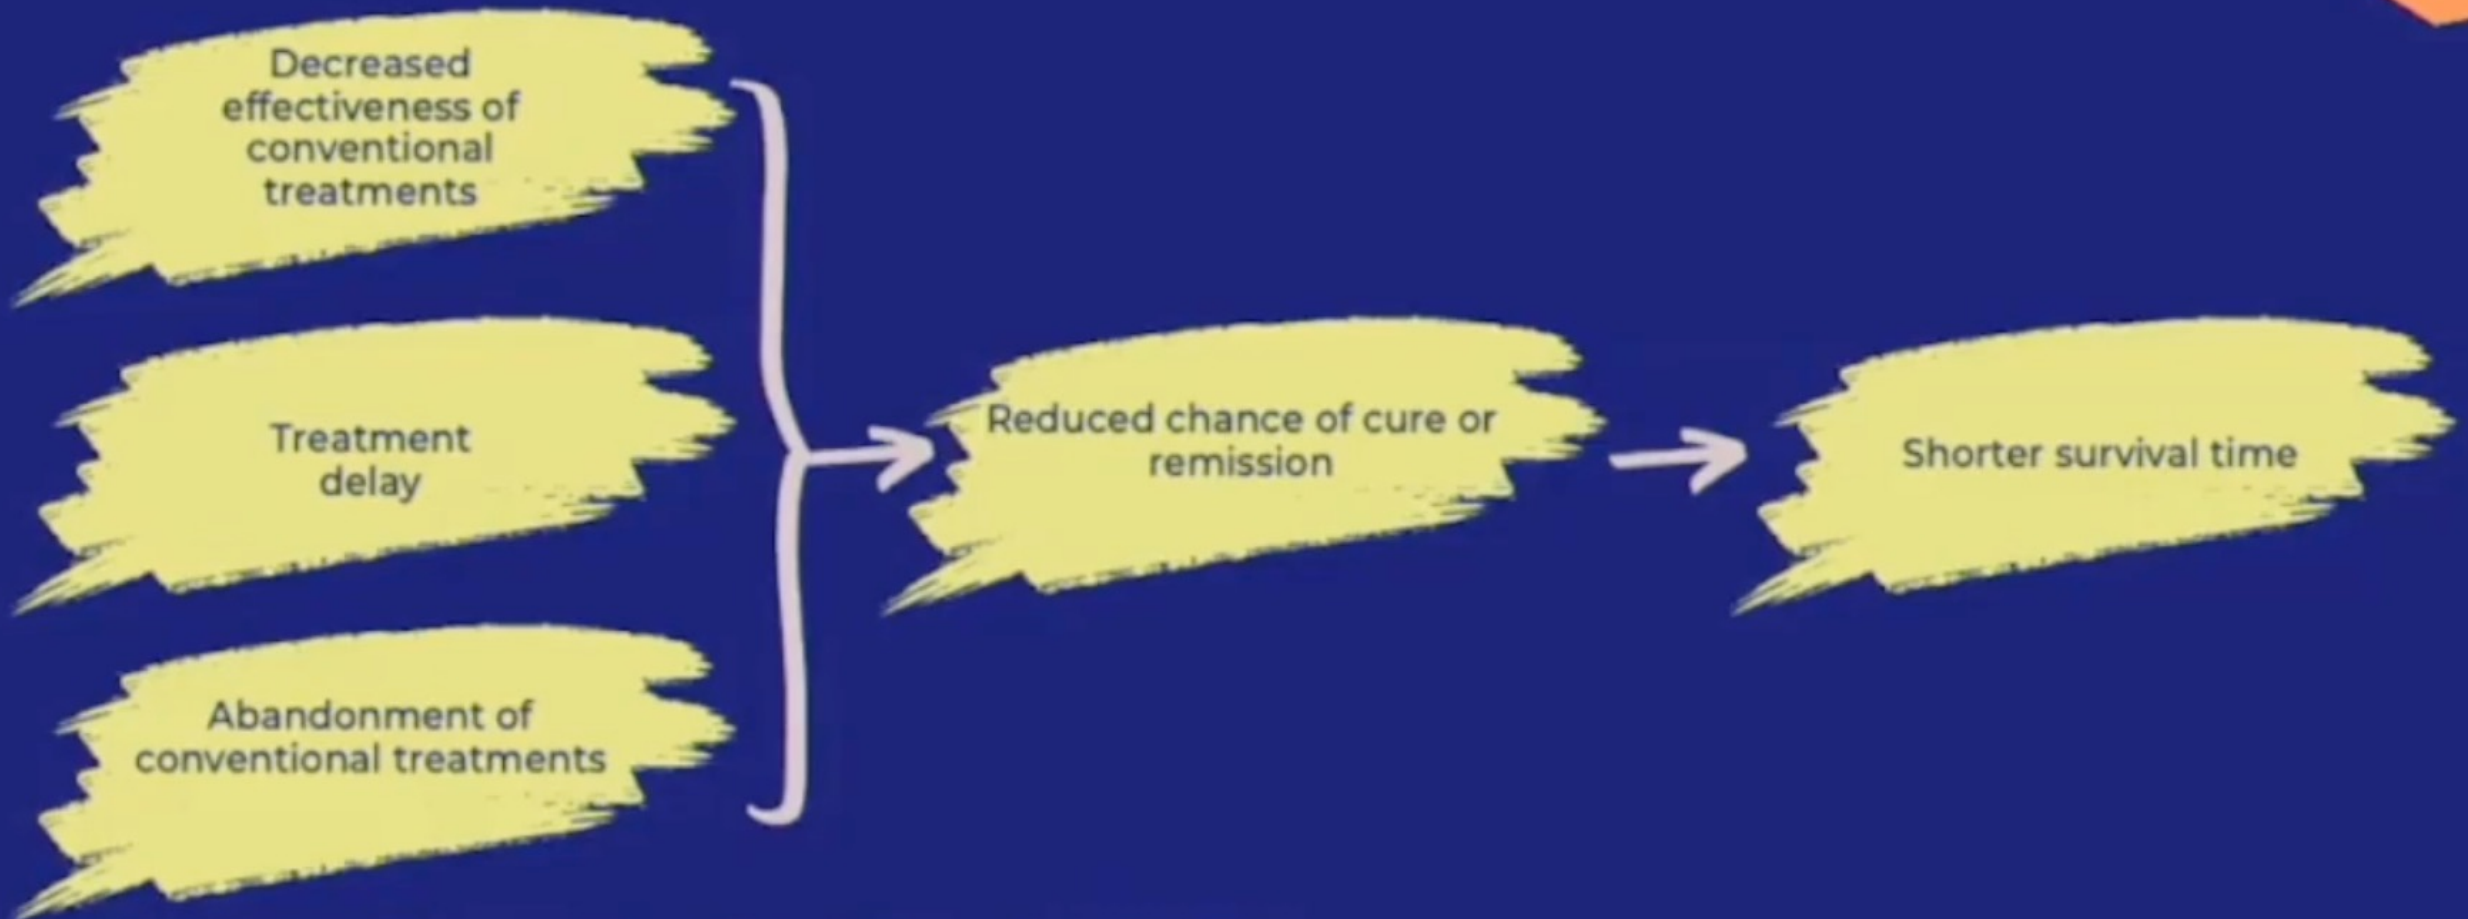 Decreased
effectiveness of
conventional
treatments
Treatment
delay
Abandonment of
conventional treatments
Reduced chance of cure or
remission
Shorter survival time